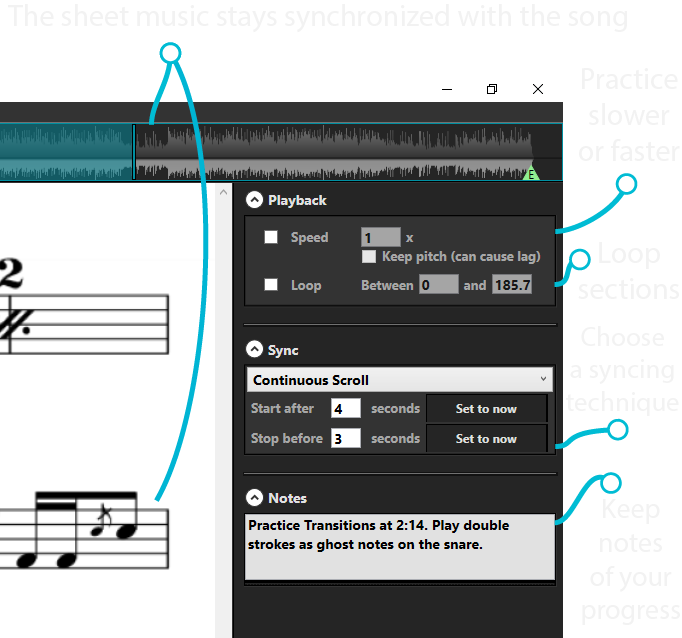 The sheet music stays synchronized with the song
Practice
slower
or faster
E
Playback
Speed 1 x
Keep pitch (can cause lag)
Loop Between 0 and 185.7
Loop
sections
2
Sync
Continuous Scroll
Start after 4 seconds Set to now
Stop before 3 seconds Set to now
Choose
a syncing
technique
Notes
Practice Transitions at 2:14. Play double
strokes as ghost notes on the snare.
Keep
notes
of your
progress